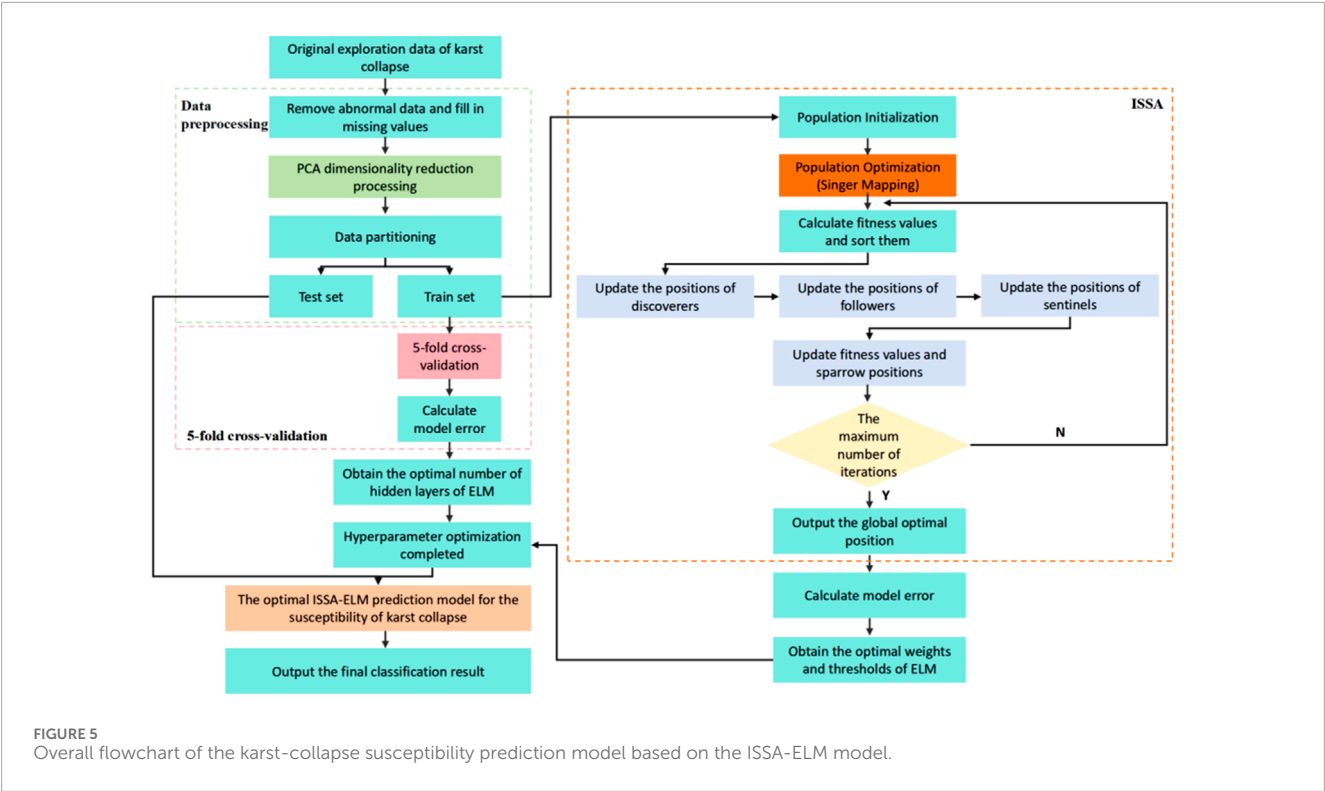 Original exploration data of karst
collapse
Data
preprocessing
Remove abnormal data and fill in
missing values
PCA dimensionality reduction
processing
Data partitioning
Test set
Train set
5-fold cross-
validation
Calculate
model error
5-fold cross-validation
Obtain the optimal number of
hidden layers of ELM
Hyperparameter optimization
completed
The optimal ISSA-ELM prediction model for the
susceptibility of karst collapse
Output the final classification result
ISSA
Population Initialization
Population Optimization
(Singer Mapping)
Calculate fitness values
and sort them
Update the positions of
discoverers
Update the positions of
followers
Update the positions of
sentinels
Update fitness values and
sparrow positions
The
maximum
number of
iterations
N
Y
Output the global optimal
position
Calculate model error
Obtain the optimal weights
and thresholds of ELM
FIGURE 5
Overall flowchart of the karst-collapse susceptibility prediction model based on the ISSA-ELM model.